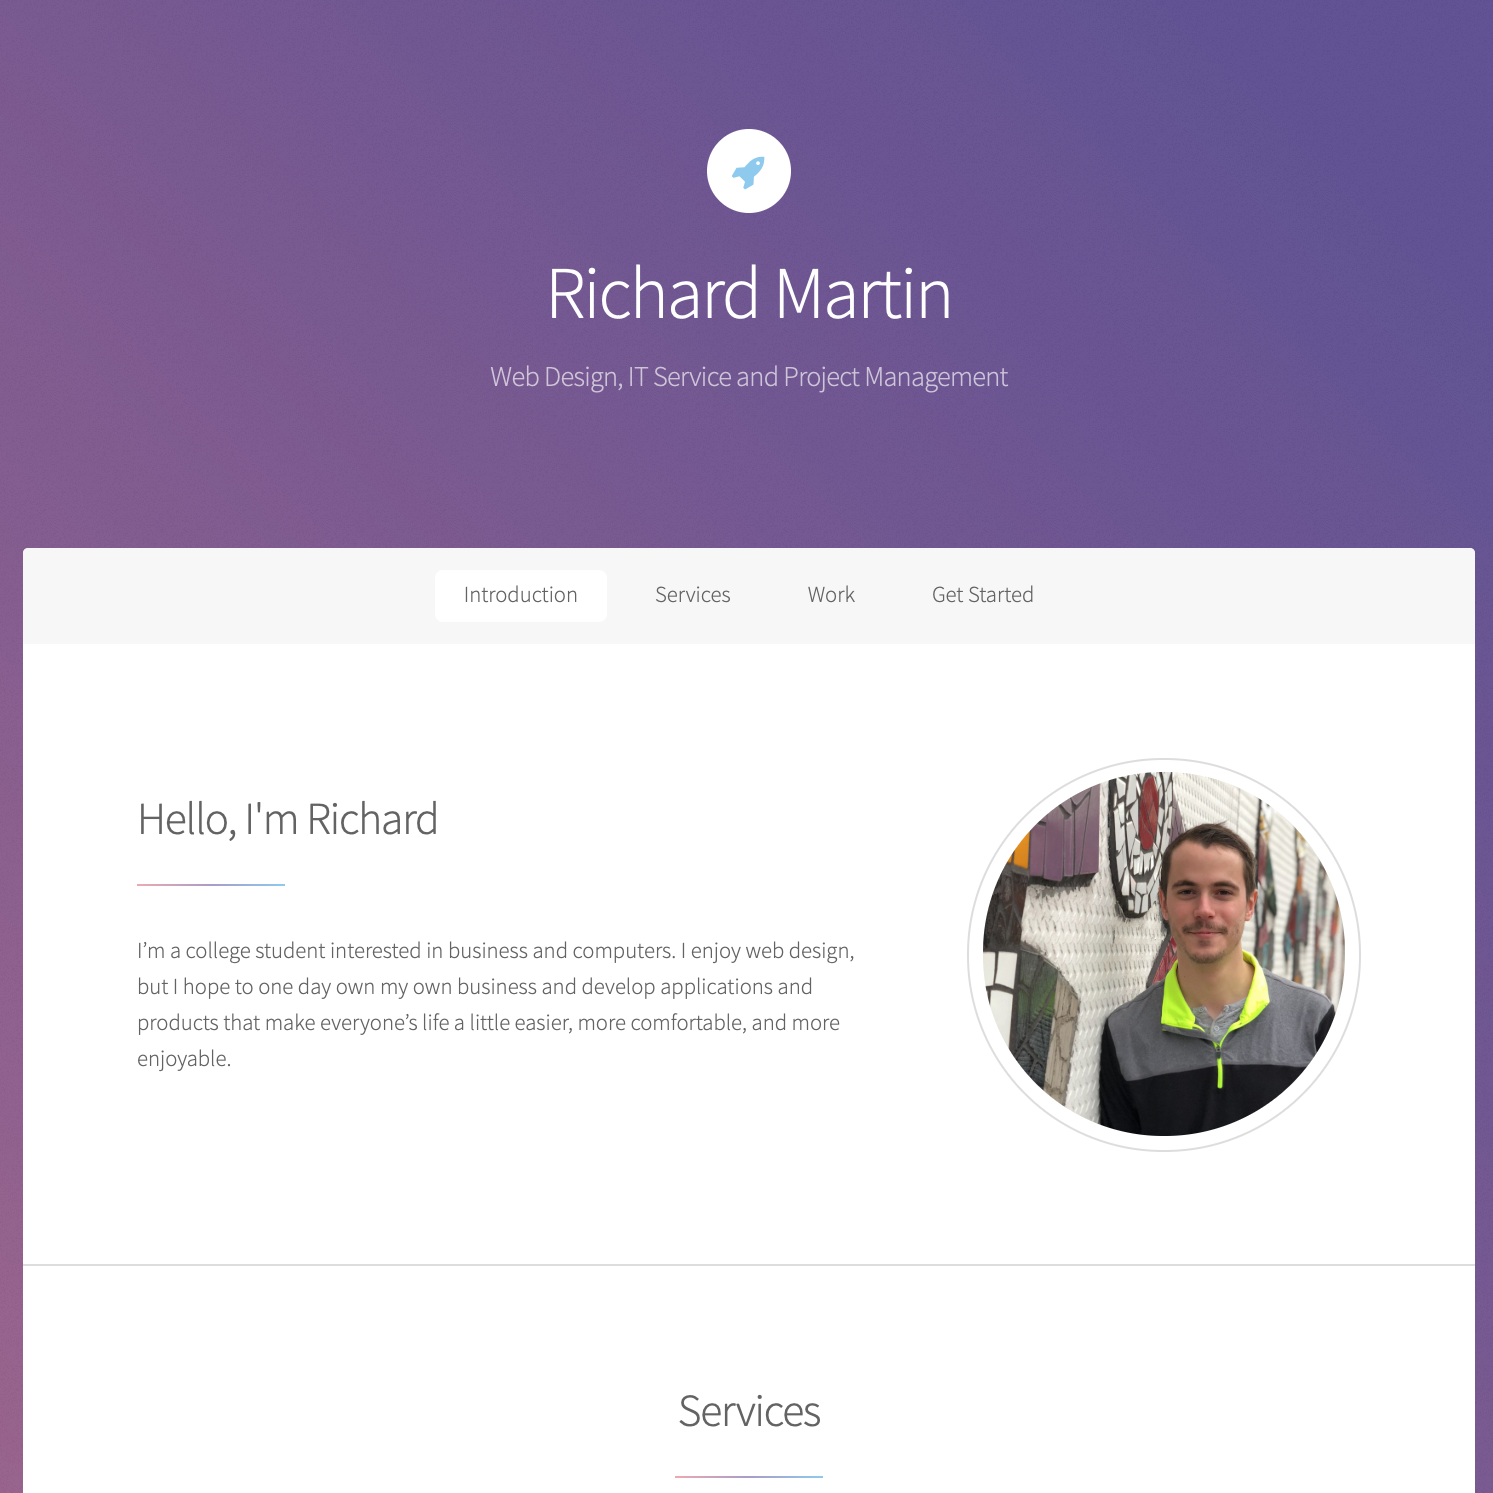 Richard Martin
Web Design, IT Service and Project Management
Introduction Services Work Get Started
Hello, I'm Richard
I’m a college student interested in business and computers. I enjoy web design,
but I hope to one day own my own business and develop applications and
products that make everyone’s life a little easier, more comfortable, and more
enjoyable.
Services